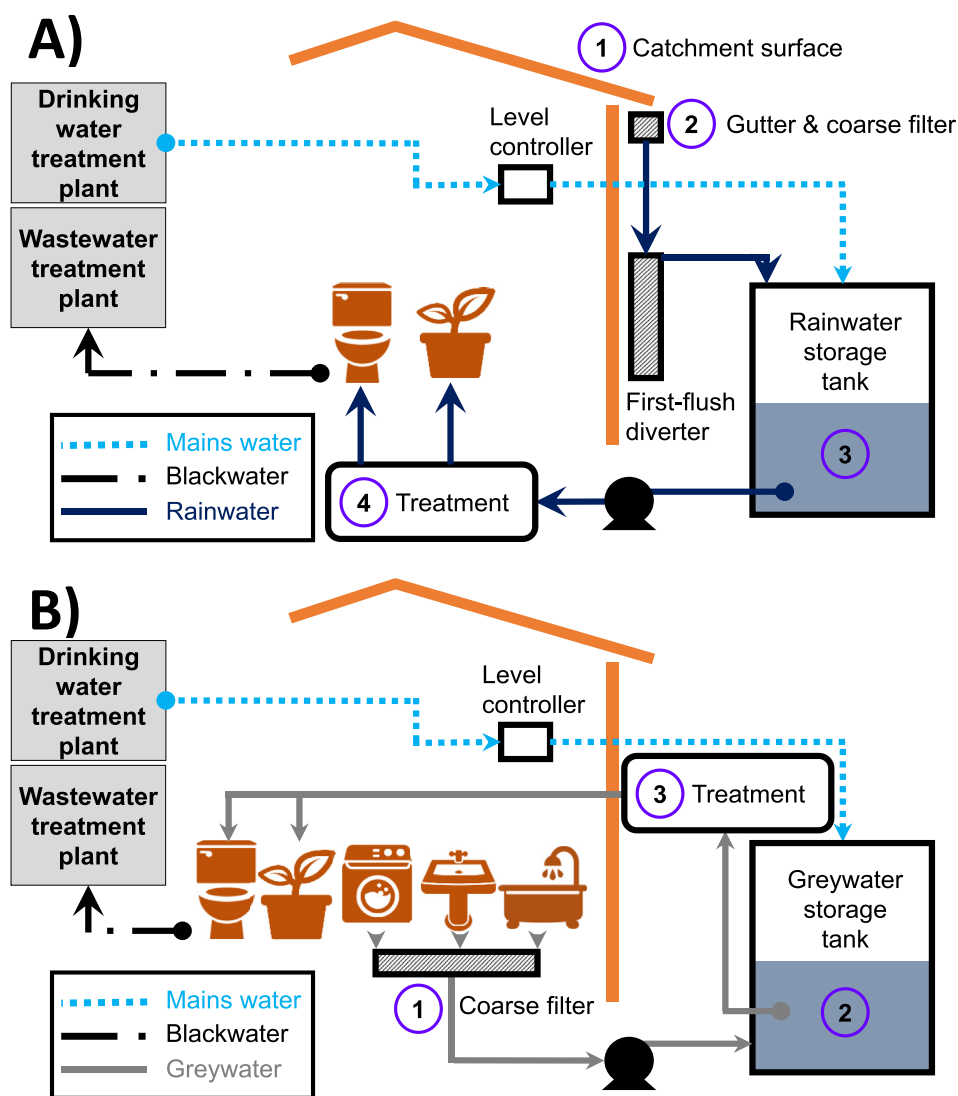 A)
1 Catchment surface
Drinking
water
treatment
plant
Level
controller
2 Gutter & coarse filter
Wastewater
treatment
plant
Rainwater
storage
tank
3
First-flush
diverter
Mains water
Blackwater
Rainwater
4 Treatment
B)
Drinking
water
treatment
plant
Level
controller
Wastewater
treatment
plant
3 Treatment
Greywater
storage
tank
2
1 Coarse filter
Mains water
Blackwater
Greywater